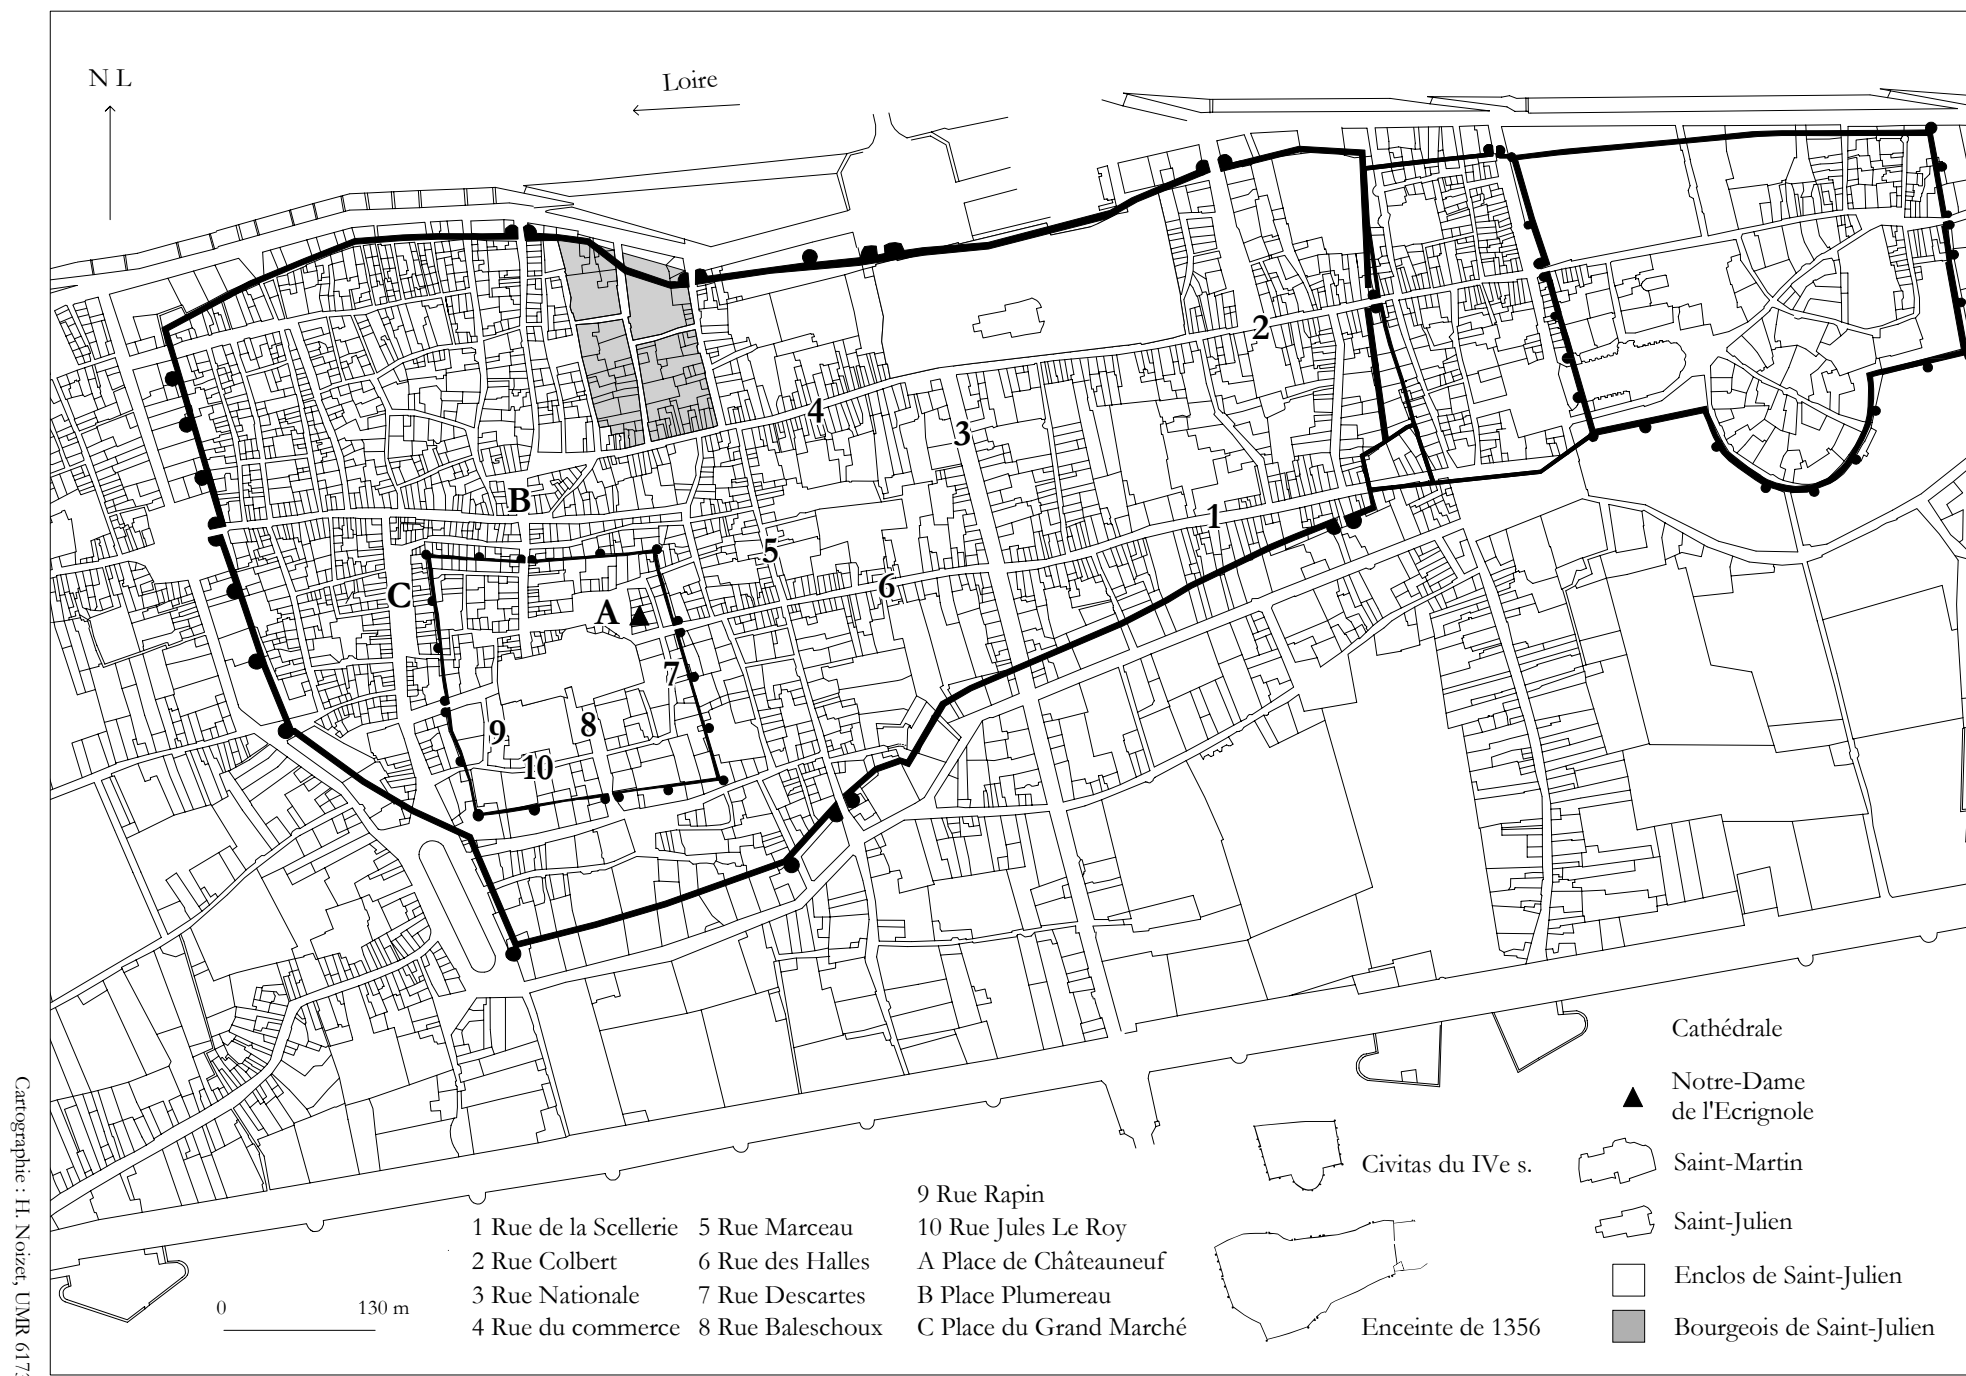 N L
Loire
2
4
3
B
1
5
6
C
A
7
9
8
10
Cathédrale
Notre-Dame
de l'Ecrignole
Civitas du IVe s.
Saint-Martin
Saint-Julien
Enclos de Saint-Julien
Bourgeois de Saint-Julien
Enceinte de 1356
0 130 m
1 Rue de la Scellerie
2 Rue Colbert
3 Rue Nationale
4 Rue du commerce
5 Rue Marceau
6 Rue des Halles
7 Rue Descartes
8 Rue Baleschoux
9 Rue Rapin
10 Rue Jules Le Roy
A Place de Châteauneuf
B Place Plumereau
C Place du Grand Marché
Cartographie : H. Noizet, UMR 6173